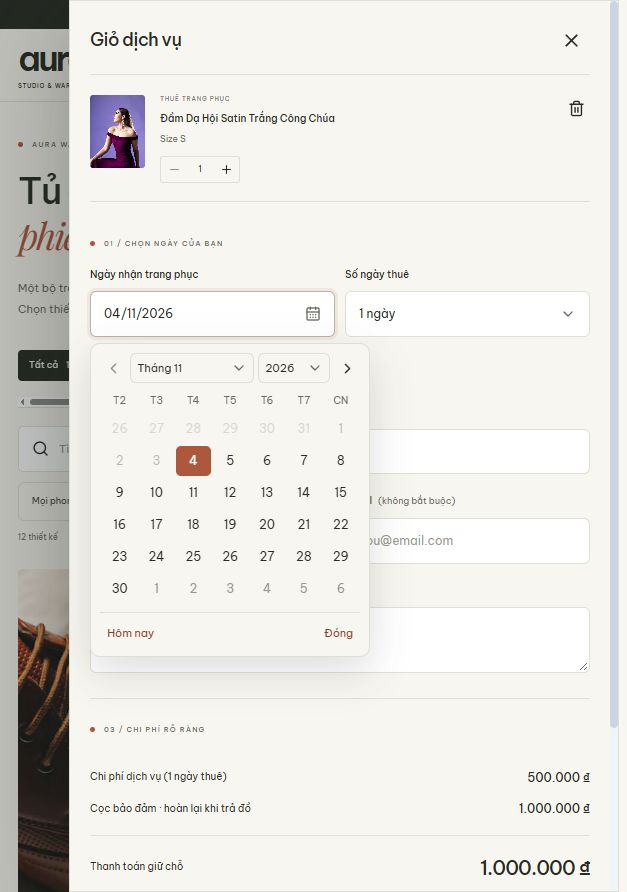 Giỏ dịch vụ
THUÊ TRANG PHỤC
Đầm Dạ Hội Satin Trắng Công Chúa
Size S
1
STUDIO &
AURA
Tủ
phi
Một bộ
Chọn
Tất cả
Mọi
12 thiết kế
01 / CHỌN NGÀY CỦA BẠN
Ngày nhận trang phục
Số ngày thuê
04/11/2026
1 ngày
Tháng 11
2026
T2 T3 T4 T5 T6 T7 CN
26 27 28 29 30 31 1
2 3 4 5 6 7 8
9 10 11 12 13 14 15
16 17 18 19 20 21 22
23 24 25 26 27 28 29
30 1 2 3 4 5 6
Hôm nay
Đóng
(không bắt buộc)
ou@email.com
03 / CHI PHÍ RÕ RÀNG
Chi phí dịch vụ (1 ngày thuê)
500.000 ₫
Cọc bảo đảm · hoàn lại khi trả đồ
1.000.000 ₫
Thanh toán giữ chỗ
1.000.000 ₫